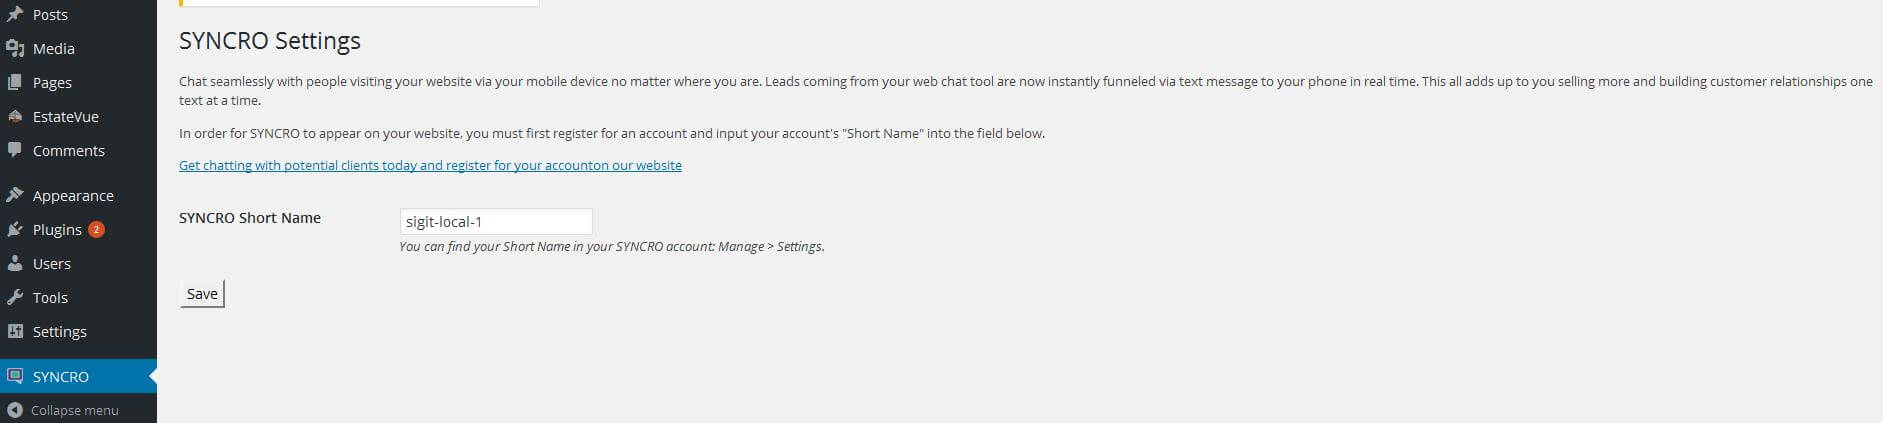 Posts
Media
Pages
EstateVue
Comments
Appearance
Plugins 2
Users
Tools
Settings
SYNCRO
Collapse menu
SYNCRO Settings
Chat seamlessly with people visiting your website via your mobile device no matter where you are. Leads coming from your web chat tool are now instantly funneled via text message to your phone in real time. This all adds up to you selling more and building customer relationships one
text at a time.
In order for SYNCRO to appear on your website, you must first register for an account and input your account's "Short Name" into the field below.
Get chatting with potential clients today and register for your accounton our website
SYNCRO Short Name
sigit-local-1
You can find your Short Name in your SYNCRO account: Manage > Settings.
Save